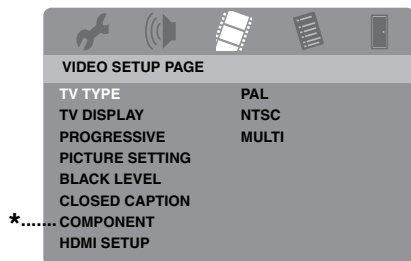 VIDEO SETUP PAGE
TV TYPE PAL
TV DISPLAY NTSC
PROGRESSIVE MULTI
PICTURE SETTING
BLACK LEVEL
CLOSED CAPTION
*....... COMPONENT
HDMI SETUP